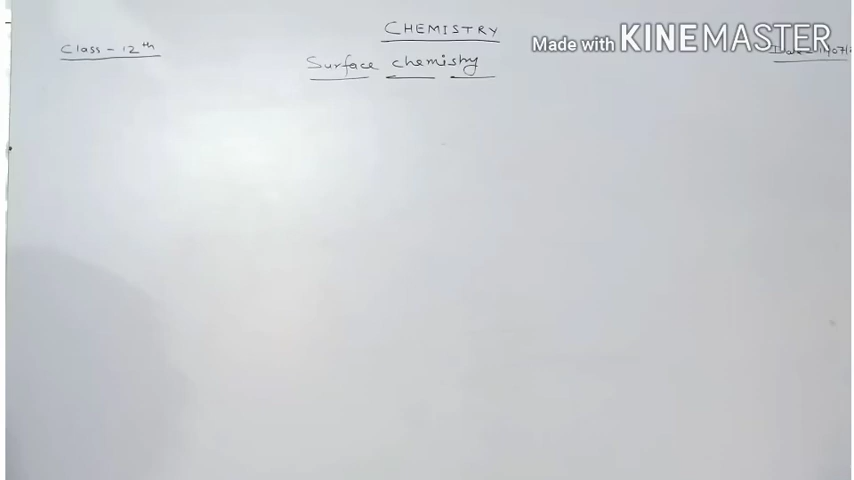 CHEMISTRY
Class - 12th
Made with KINEMASTER
Surface chemistry